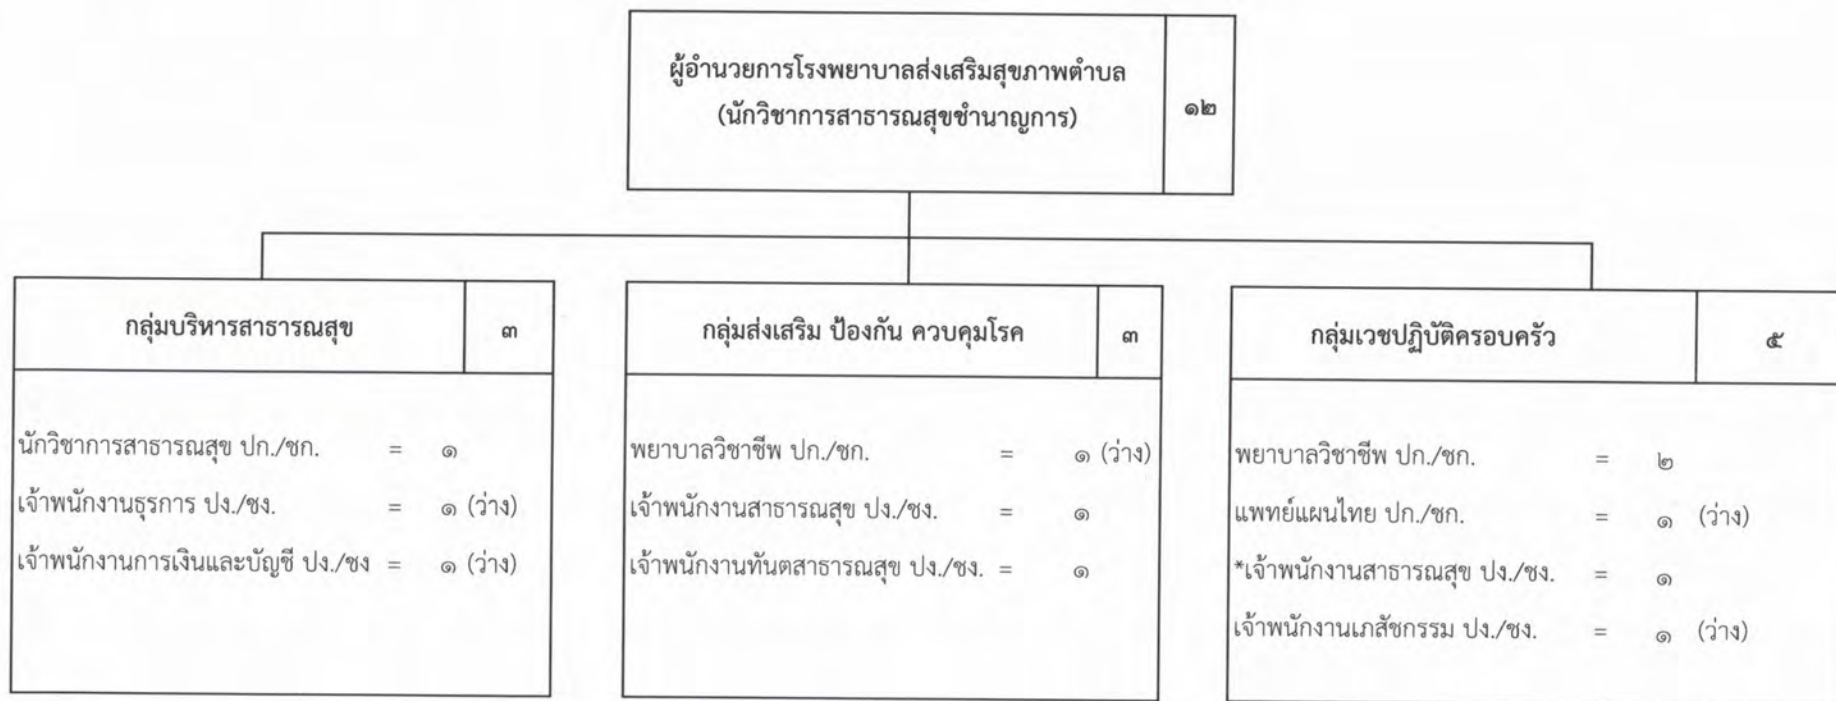 ผู้อำนวยการโรงพยาบาลส่งเสริมสุขภาพตำบล
(นักวิชาการสาธารณสุขชำนาญการ)
๑๒
กลุ่มบริหารสาธารณสุข ๓
นักวิชาการสาธารณสุข ปก./ชก. = ๑
เจ้าพนักงานธุรการ ปง./ชง. = ๑ (ว่าง)
เจ้าพนักงานการเงินและบัญชี ปง./ชง = ๑ (ว่าง)
กลุ่มส่งเสริม ป้องกัน ควบคุมโรค ๓
พยาบาลวิชาชีพ ปก./ชก. = ๑ (ว่าง)
เจ้าพนักงานสาธารณสุข ปง./ชง. = ๑
เจ้าพนักงานทันตสาธารณสุข ปง./ชง. = ๑
กลุ่มเวชปฏิบัติครอบครัว ๕
พยาบาลวิชาชีพ ปก./ชก. = ๒
แพทย์แผนไทย ปก./ชก. = ๑ (ว่าง)
*เจ้าพนักงานสาธารณสุข ปง./ชง. = ๑
เจ้าพนักงานเภสัชกรรม ปง./ชง. = ๑ (ว่าง)